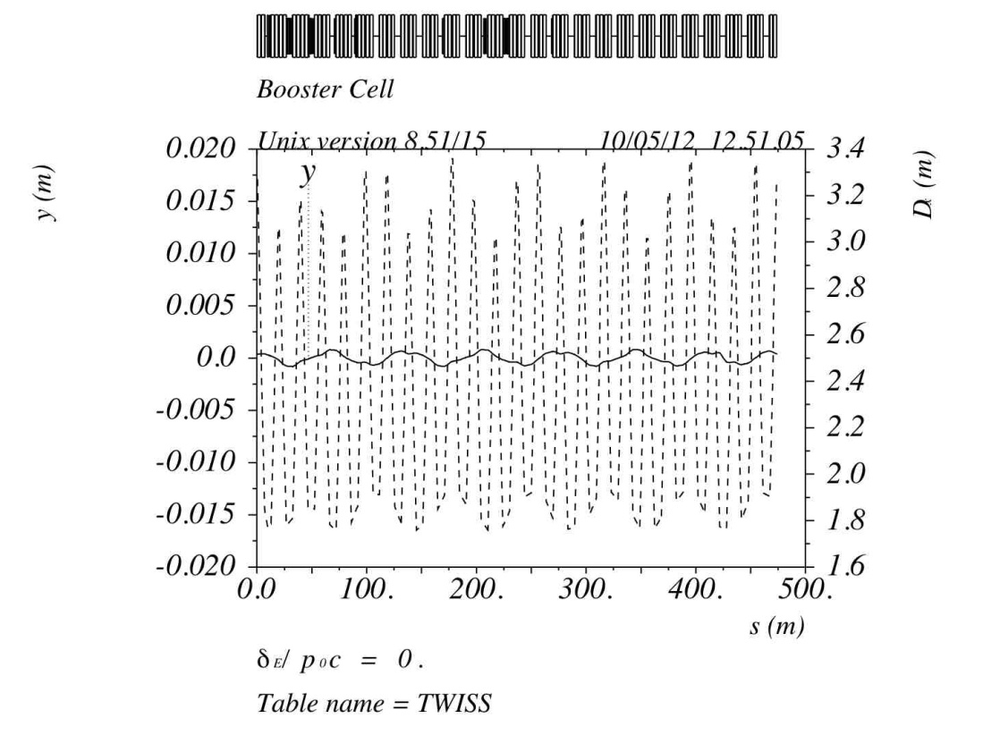 Booster Cell
Unix version 8.51/15 10/05/12 12.51.05
y (m)
0.020
0.015
0.010
0.005
0.0
-0.005
-0.010
-0.015
-0.020
y
3.4
3.2
3.0
2.8
2.6
2.4
2.2
2.0
1.8
1.6
D (m)
0.0 100. 200. 300. 400. 500.
s (m)
δE/ p0c = 0.
Table name = TWISS